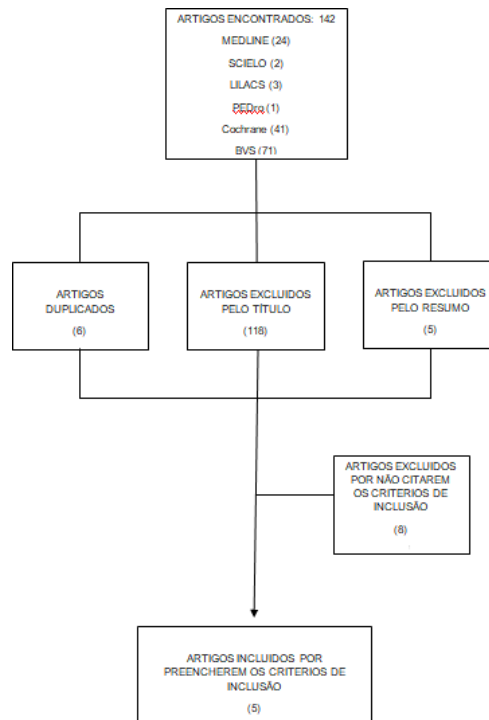 ARTIGOS ENCONTRADOS: 142
MEDLINE (24)
SCIELO (2)
LILACS (3)
PEDro (1)
Cochrane (41)
BVS (71)
ARTIGOS
DUPLICADOS
(6)
ARTIGOS EXCLUIDOS
PELO TÍTULO
(118)
ARTIGOS EXCLUIDOS
PELO RESUMO
(5)
ARTIGOS EXCLUIDOS
POR NÃO CITAREM
OS CRITERIOS DE
INCLUSÃO
(8)
ARTIGOS INCLUIDOS POR
PREENCHEREM OS CRITERIOS DE
INCLUSÃO
(5)